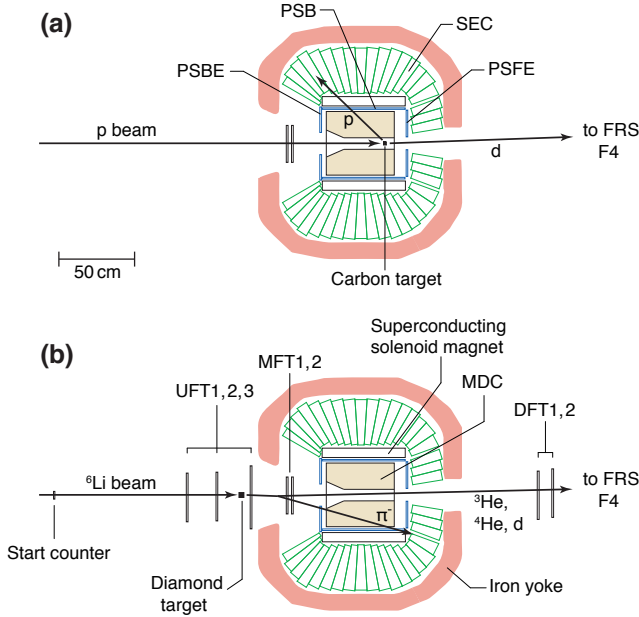 (a)
PSB
SEC
PSBE
PSFE
p beam
p
d
to FRS
F4
50 cm
Carbon target
(b)
Superconducting
solenoid magnet
MFT1,2
MDC
UFT1,2,3
DFT1,2
⁶Li beam
to FRS
F4
π⁻
³He,
⁴He, d
Start counter
Diamond
target
Iron yoke